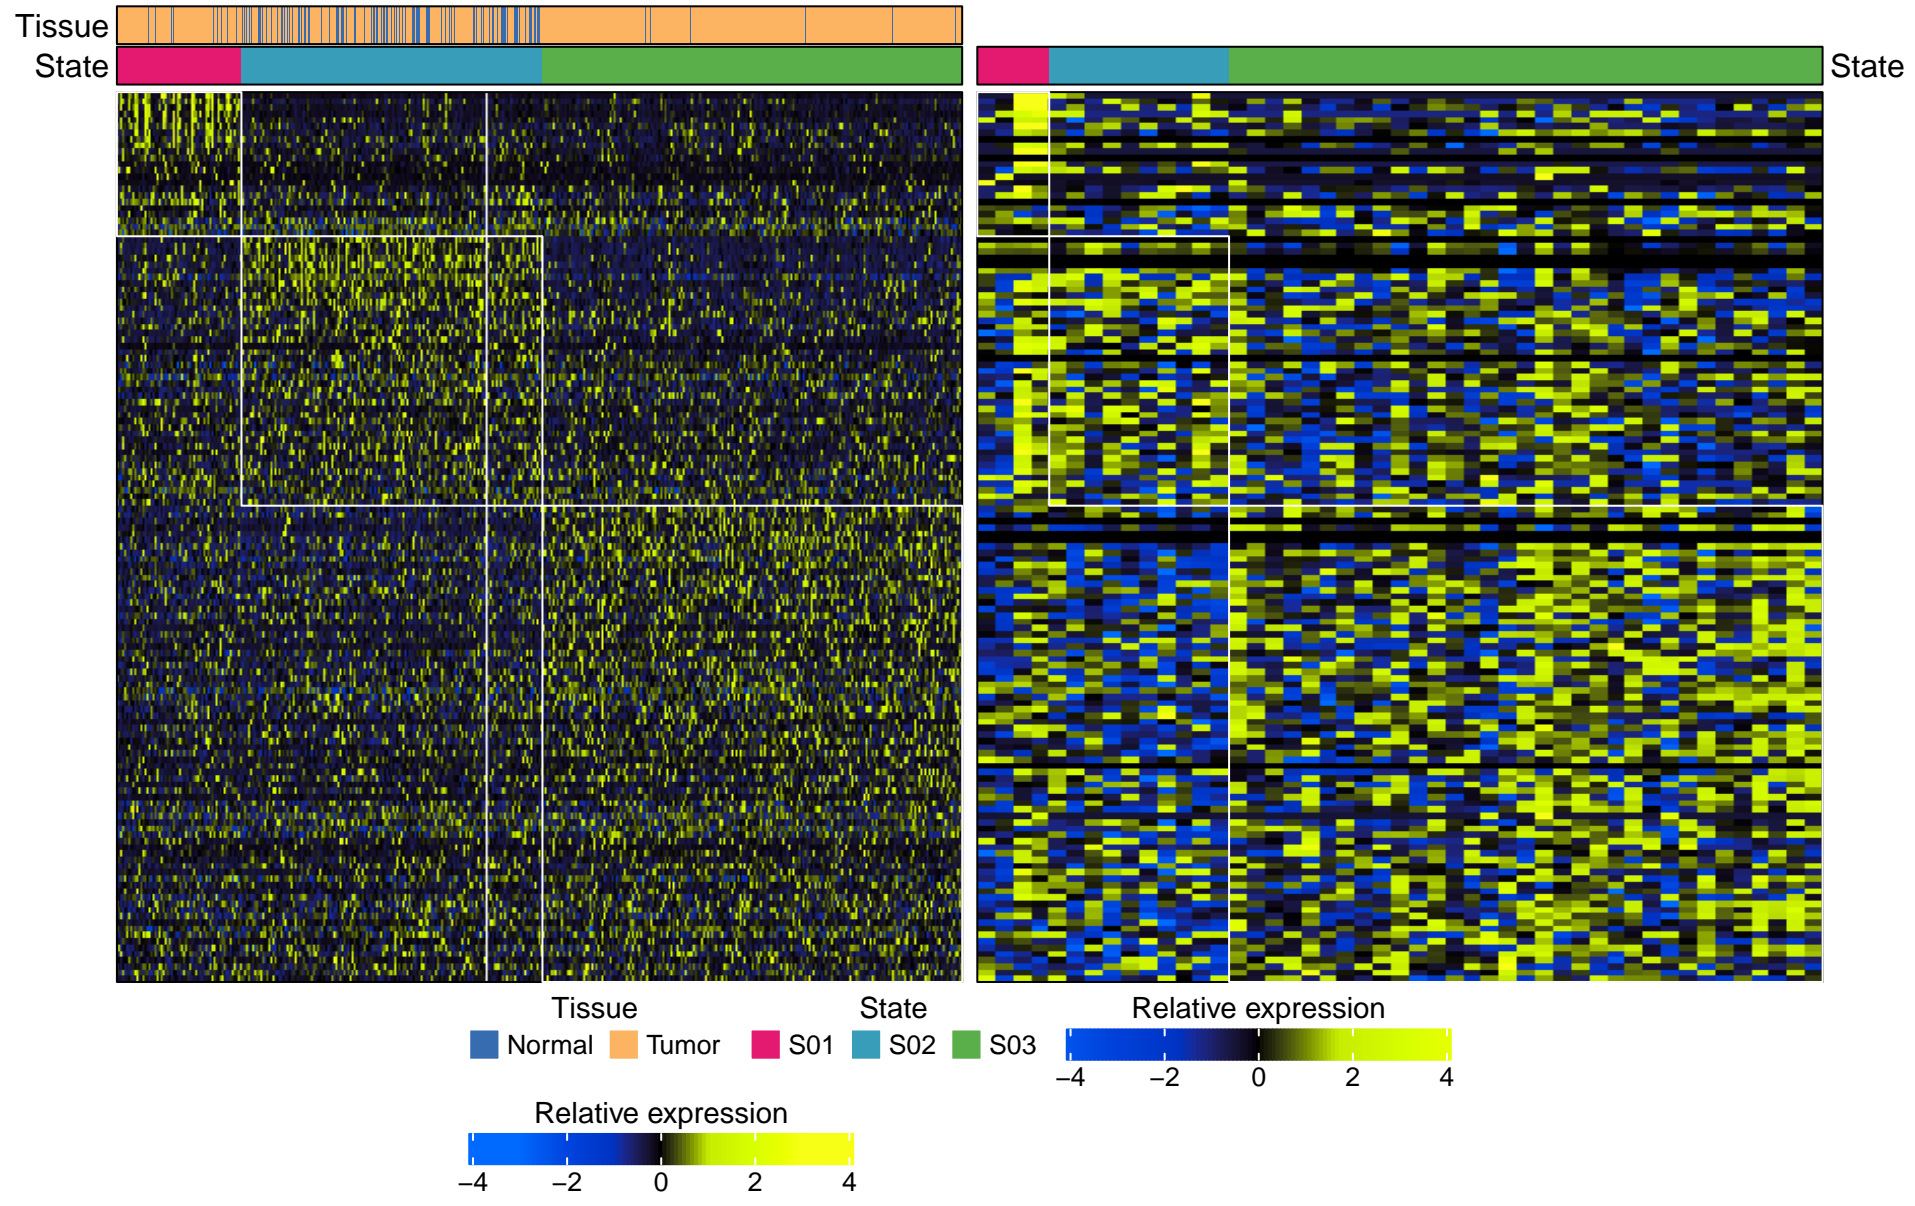 Tissue
State
State
Tissue
Normal Tumor
State
S01 S02 S03
Relative expression
−4 −2 0 2 4
Relative expression
−4 −2 0 2 4